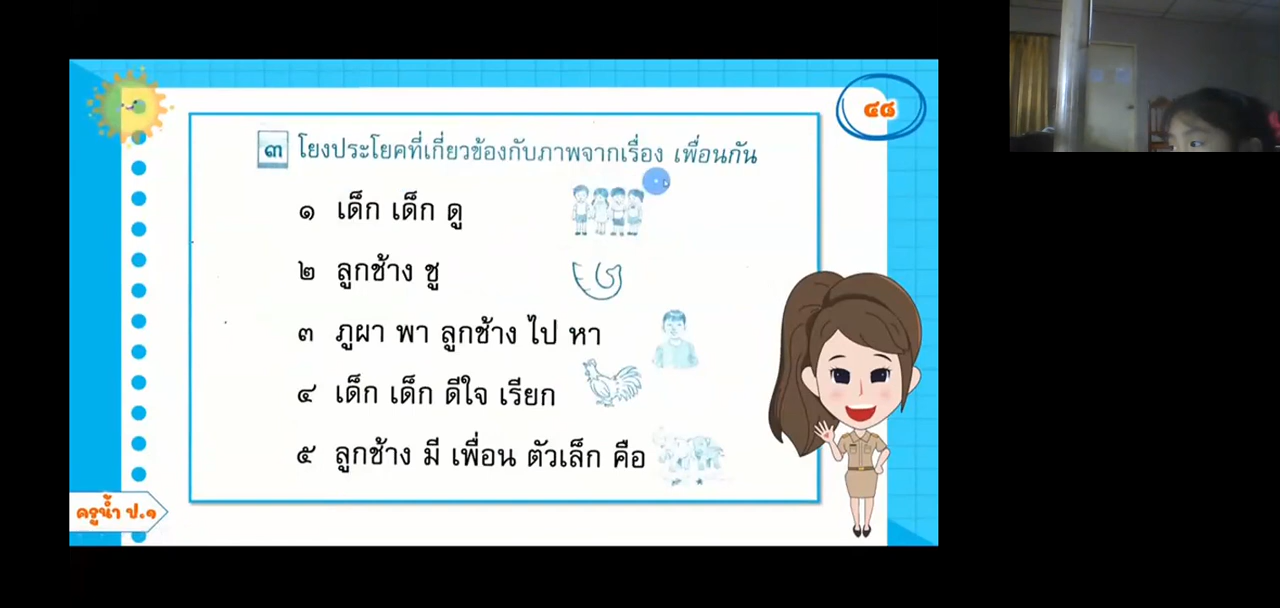 ๔๘
๓ โยงประโยคที่เกี่ยวข้องกับภาพจากเรื่อง เพื่อนกัน
๑ เด็ก เด็ก ดู
๒ ลูกช้าง ชู
๓ ภูผา พา ลูกช้าง ไป หา
๔ เด็ก เด็ก ดีใจ เรียก
๕ ลูกช้าง มี เพื่อน ตัวเล็ก คือ
ครูน้ำ ป.๑